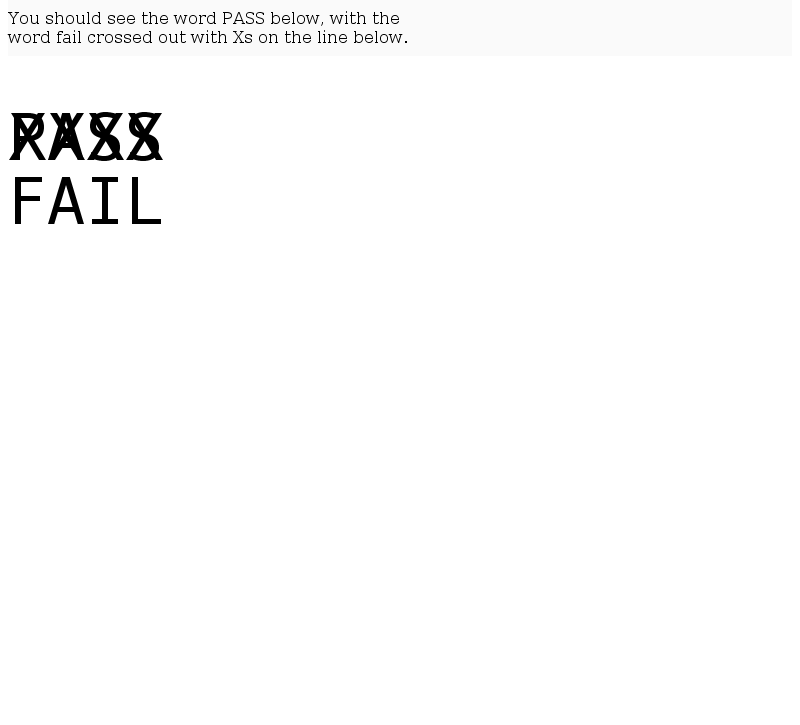 You should see the word PASS below, with the
word fail crossed out with Xs on the line below.
PASS
FAIL